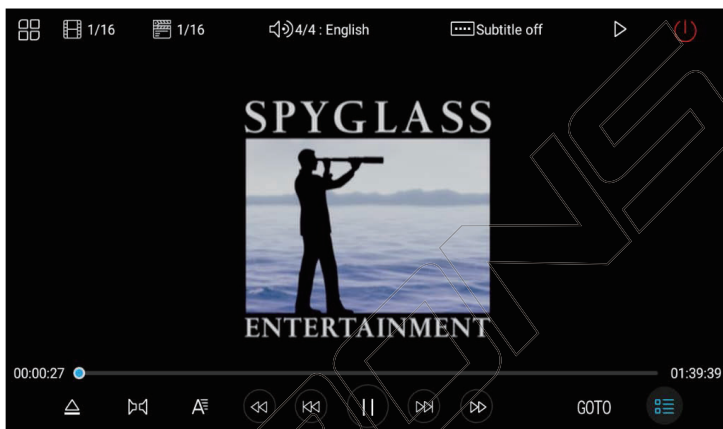 1/16 1/16 4/4 : English Subtitle off
SPYGLASS
ENTERTAINMENT
00:00:27 01:39:39
GOTO